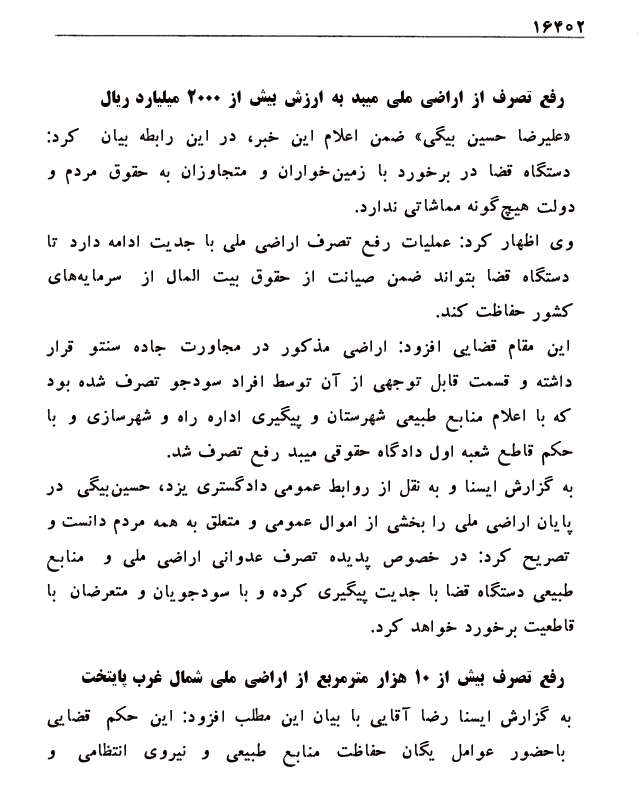 ۱۶۴۰۲
رفع تصرف از اراضی ملی میبد به ارزش بیش از ۲۰۰۰ میلیارد ریال
«علیرضا حسین بیگی» ضمن اعلام این خبر، در این رابطه بیان کرد:
دستگاه قضا در برخورد با زمین‌خواران و متجاوزان به حقوق مردم و
دولت هیچ‌گونه مماشاتی ندارد.
وی اظهار کرد: عملیات رفع تصرف اراضی ملی با جدیت ادامه دارد تا
دستگاه قضا بتواند ضمن صیانت از حقوق بیت المال از سرمایه‌های
کشور حفاظت کند.
این مقام قضایی افزود: اراضی مذکور در مجاورت جاده سنتو قرار
داشته و قسمت قابل توجهی از آن توسط افراد سودجو تصرف شده بود
که با اعلام منابع طبیعی شهرستان و پیگیری اداره راه و شهرسازی و با
حکم قاطع شعبه اول دادگاه حقوقی میبد رفع تصرف شد.
به گزارش ایسنا و به نقل از روابط عمومی دادگستری یزد، حسین‌بیگی در
پایان اراضی ملی را بخشی از اموال عمومی و متعلق به همه مردم دانست و
تصریح کرد: در خصوص پدیده تصرف عدوانی اراضی ملی و منابع
طبیعی دستگاه قضا با جدیت پیگیری کرده و با سودجویان و متعرضان با
قاطعیت برخورد خواهد کرد.
رفع تصرف بیش از ۱۰ هزار مترمربع از اراضی ملی شمال غرب پایتخت
به گزارش ایسنا رضا آقایی با بیان این مطلب افزود: این حکم قضایی
باحضور عوامل یگان حفاظت منابع طبیعی و نیروی انتظامی و